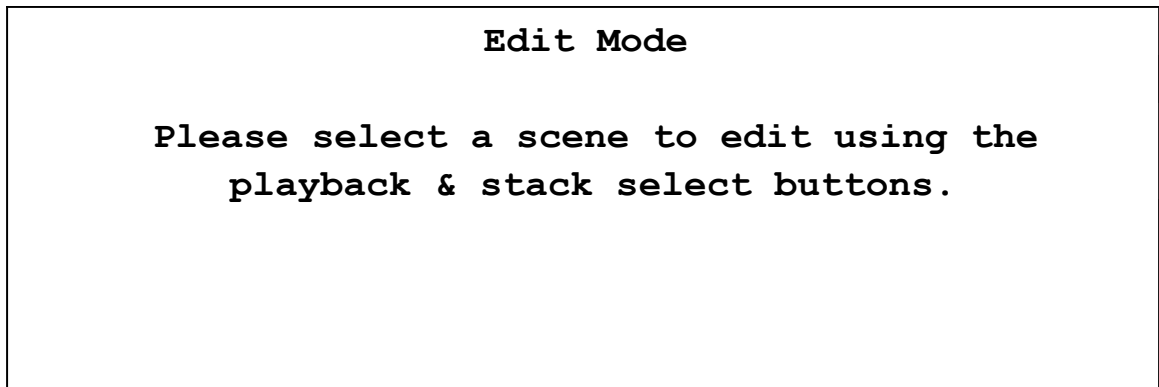 Edit Mode
Please select a scene to edit using the
playback & stack select buttons.